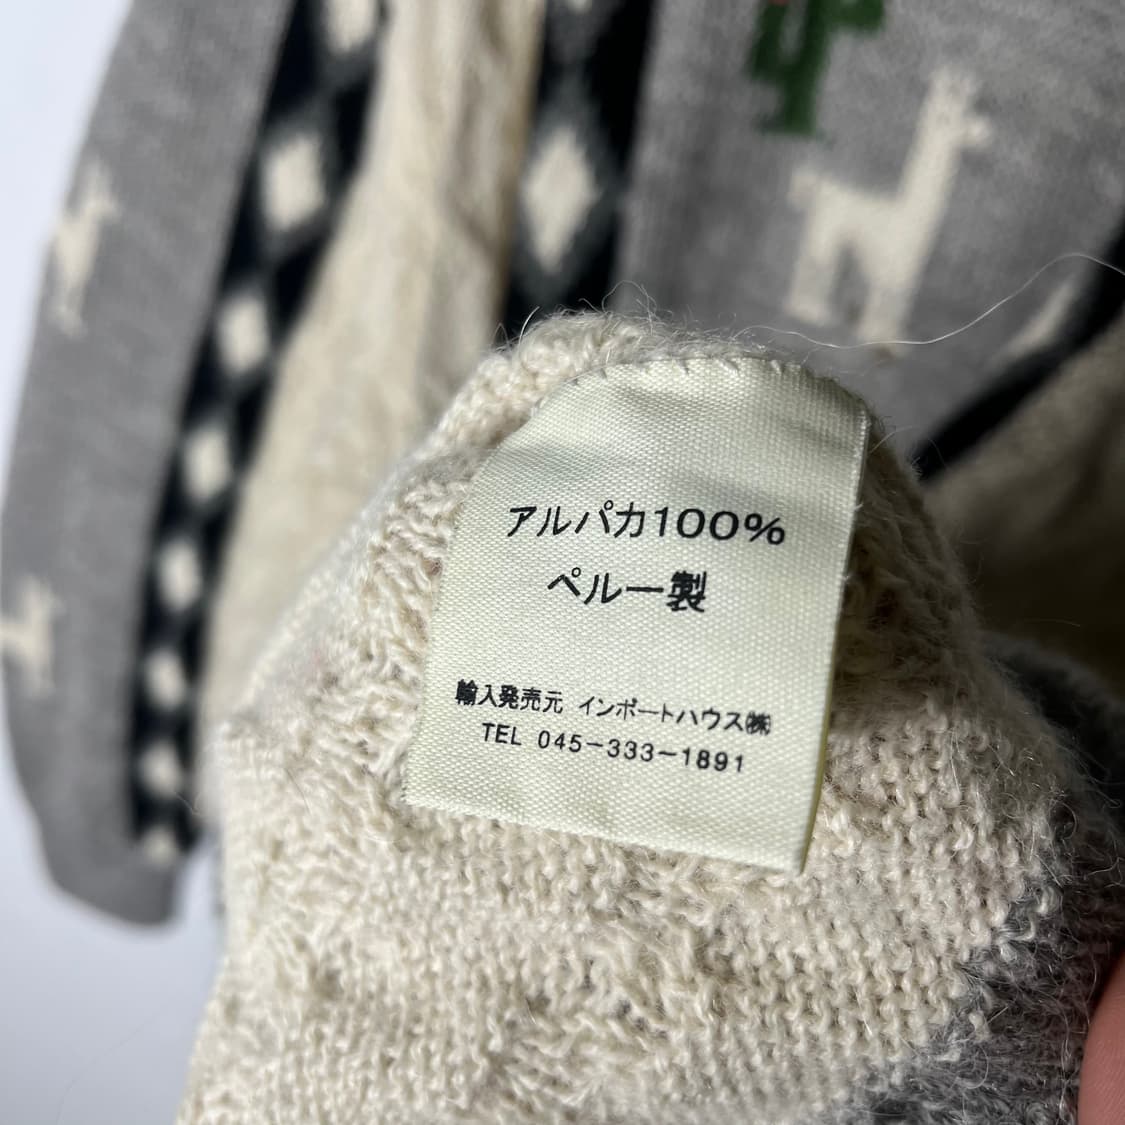 アルパカ100%
ペルー製
輸入発売元 インポートハウス㈱
TEL 045-333-1891